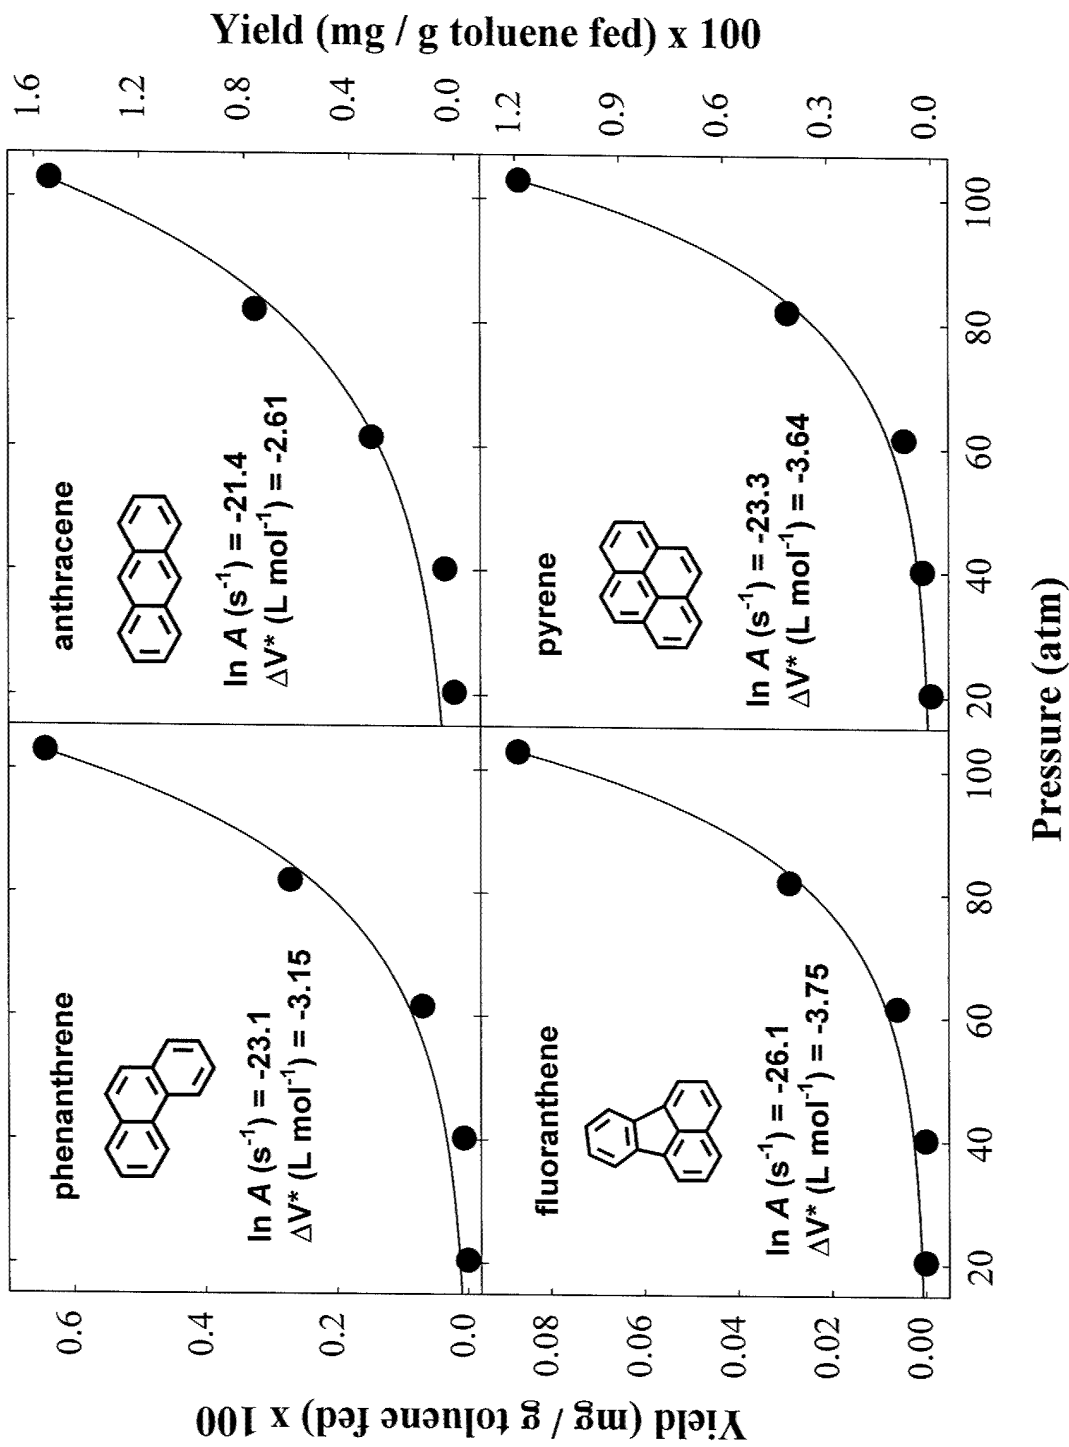 Yield (mg / g toluene fed) x 100
0.6
0.4
0.2
0.0
phenanthrene
ln A (s⁻¹) = -23.1
ΔV* (L mol⁻¹) = -3.15
anthracene
ln A (s⁻¹) = -21.4
ΔV* (L mol⁻¹) = -2.61
1.6
1.2
0.8
0.4
0.0
0.08
0.06
0.04
0.02
0.00
fluoranthene
ln A (s⁻¹) = -26.1
ΔV* (L mol⁻¹) = -3.75
pyrene
ln A (s⁻¹) = -23.3
ΔV* (L mol⁻¹) = -3.64
1.2
0.9
0.6
0.3
0.0
20 40 60 80 100 20 40 60 80 100
Pressure (atm)
Yield (mg / g toluene fed) x 100